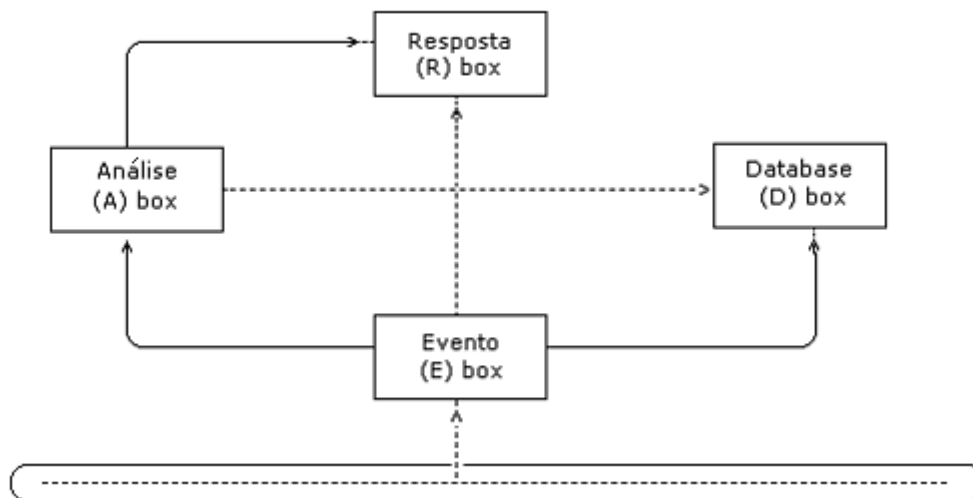 Resposta
(R) box
Análise
(A) box
Database
(D) box
Evento
(E) box